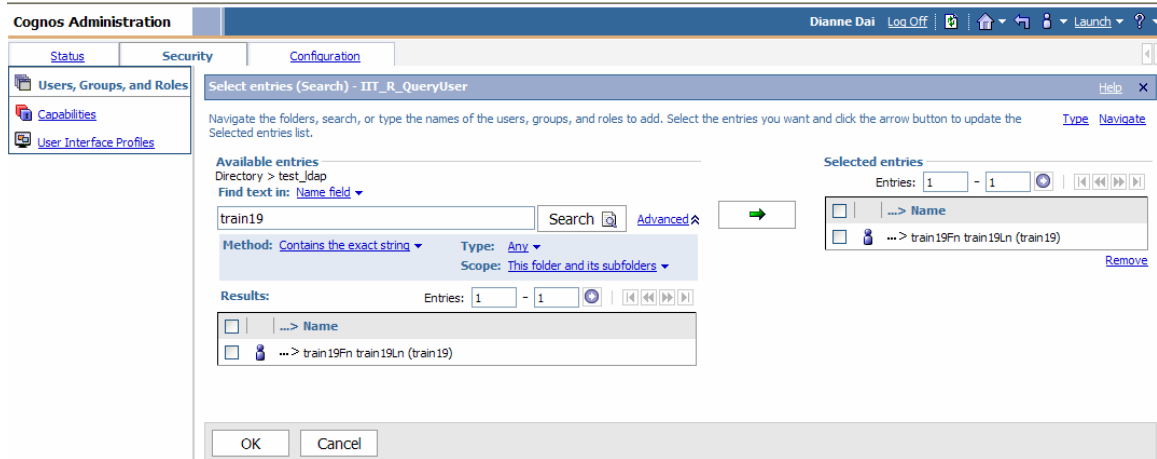 Cognos Administration
Dianne Dai Log Off Launch ?
Status Security Configuration
Users, Groups, and Roles
Capabilities
User Interface Profiles
Select entries (Search) - IIT_R_QueryUser Help X
Navigate the folders, search, or type the names of the users, groups, and roles to add. Select the entries you want and click the arrow button to update the
Selected entries list.
Type Navigate
Available entries
Directory > test_ldap
Find text in: Name field
train19 Search Advanced
Method: Contains the exact string Type: Any
Scope: This folder and its subfolders
Results: Entries: 1 - 1
...> Name
...> train19Fn train19Ln (train19)
Selected entries
Entries: 1 - 1
...> Name
...> train19Fn train19Ln (train19)
Remove
OK Cancel